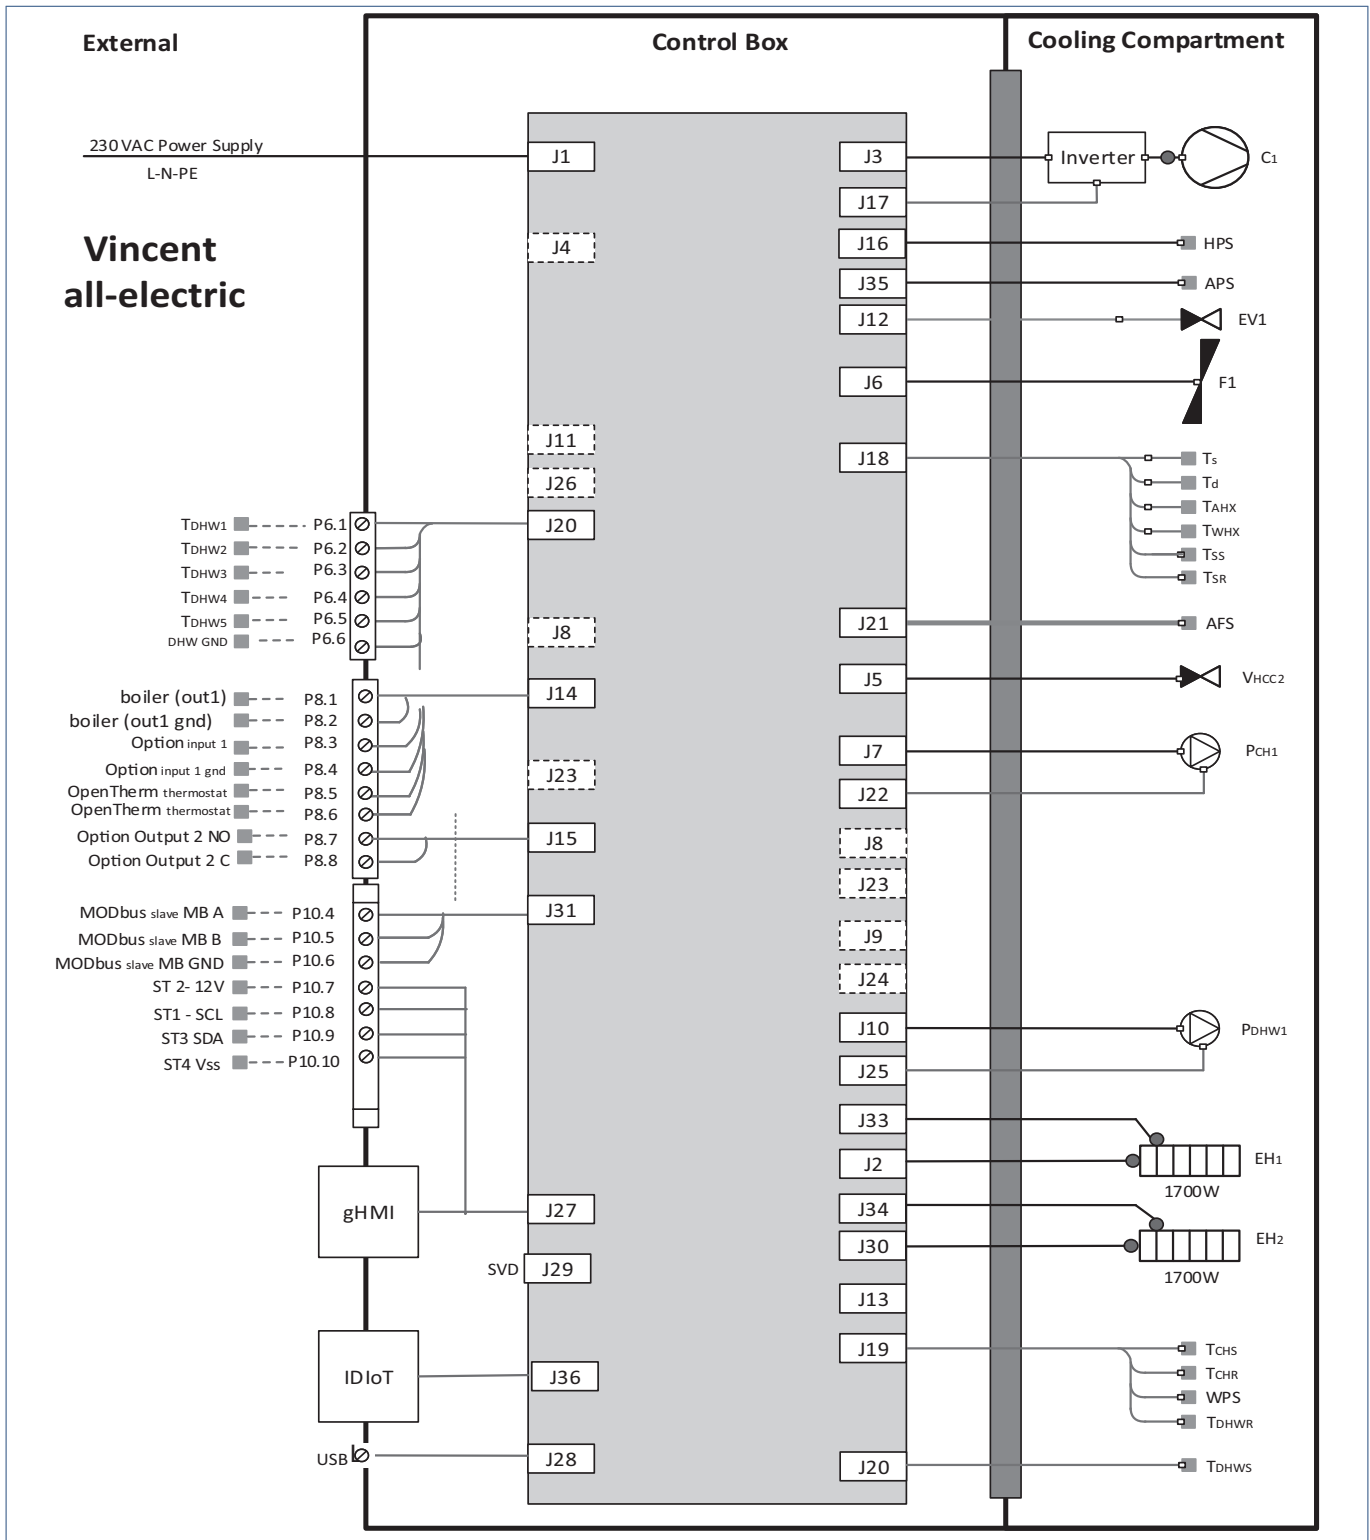 External
Control Box
Cooling Compartment
230 VAC Power Supply
L-N-PE
Vincent
all-electric
J1
J4
J11
J26
J20
J8
J14
J23
J15
J31
J27
SVD
J29
J36
J28
TDHW1
P6.1
TDHW2
P6.2
TDHW3
P6.3
TDHW4
P6.4
TDHW5
P6.5
DHW GND
P6.6
boiler (out1)
P8.1
boiler (out1 gnd)
P8.2
Option input 1
P8.3
Option input 1 gnd
P8.4
OpenTherm thermostat
P8.5
OpenTherm thermostat
P8.6
Option Output 2 NO
P8.7
Option Output 2 C
P8.8
MODbus slave MB A
P10.4
MODbus slave MB B
P10.5
MODbus slave MB GND
P10.6
ST 2- 12V
P10.7
ST1 - SCL
P10.8
ST3 SDA
P10.9
ST4 Vss
P10.10
gHMI
IDIoT
USB
J3
Inverter
C1
J17
J16
HPS
J35
APS
J12
EV1
J6
F1
J18
Ts
Td
TAHX
TWHX
TSS
TSR
J21
AFS
J5
VHCC2
J7
PCH1
J22
J8
J23
J9
J24
J10
PDHW1
J25
J33
J2
EH1
1700W
J34
J30
EH2
1700W
J13
J19
TCHS
TCHR
WPS
TDHWR
J20
TDHWS